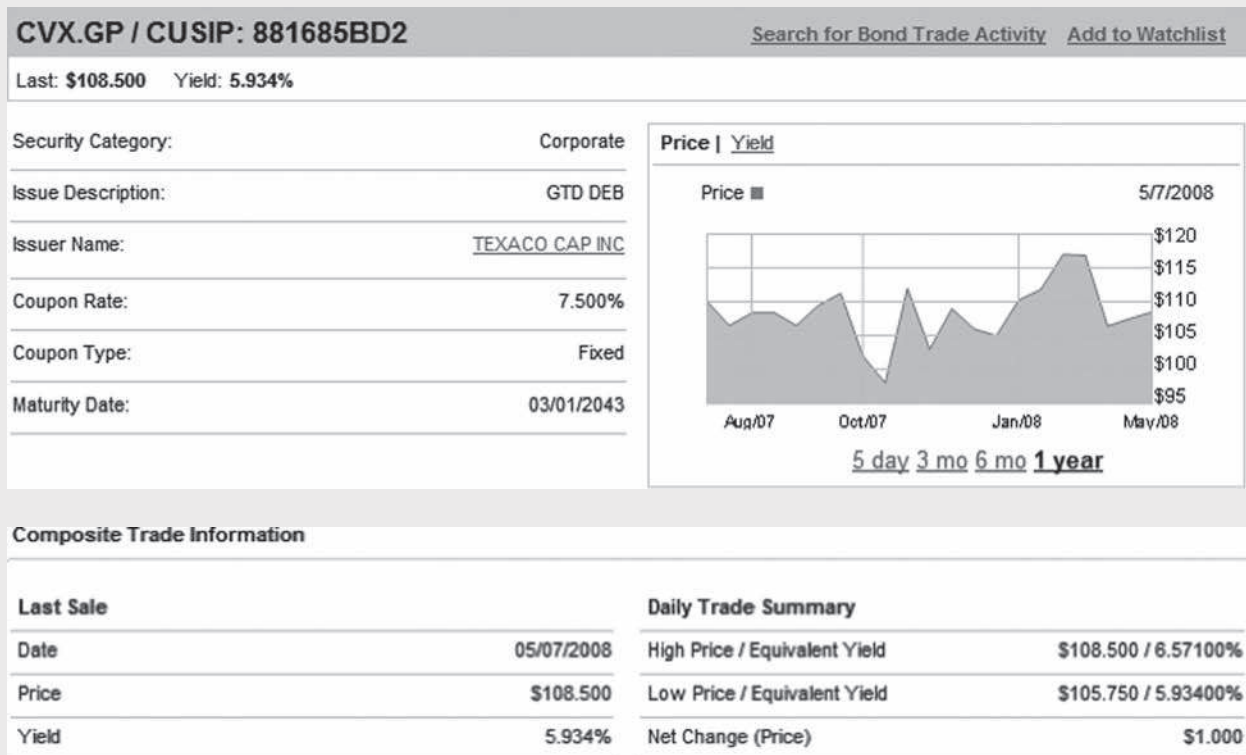 CVX.GP / CUSIP: 881685BD2
Search for Bond Trade Activity Add to Watchlist
Last: $108.500 Yield: 5.934%
Security Category: Corporate
Issue Description: GTD DEB
Issuer Name: TEXACO CAP INC
Coupon Rate: 7.500%
Coupon Type: Fixed
Maturity Date: 03/01/2043
Price | Yield
Price 5/7/2008
$120
$115
$110
$105
$100
$95
Aug/07 Oct/07 Jan/08 May/08
5 day 3 mo 6 mo 1 year
Composite Trade Information
Last Sale
Date 05/07/2008
Price $108.500
Yield 5.934%
Daily Trade Summary
High Price / Equivalent Yield $108.500 / 6.57100%
Low Price / Equivalent Yield $105.750 / 5.93400%
Net Change (Price) $1.000